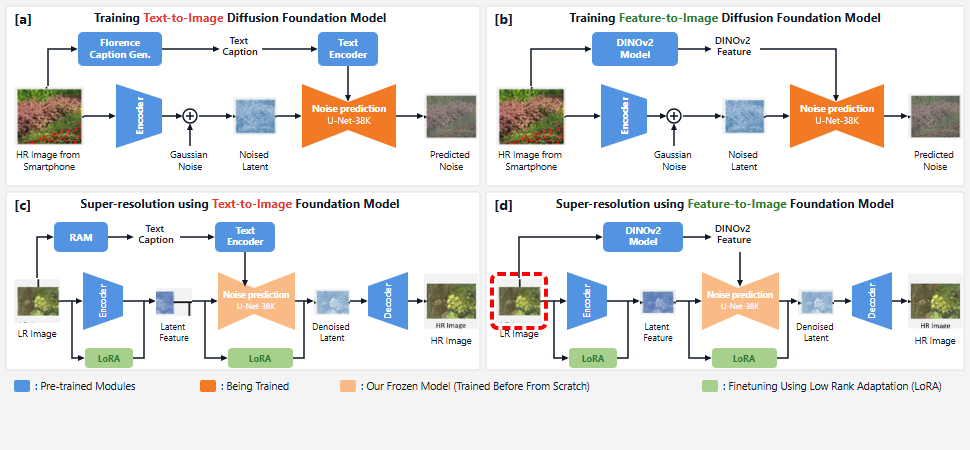 [a] Training Text-to-Image Diffusion Foundation Model
Florence
Caption Gen.
Text
Caption
Text
Encoder
Encoder
Noise prediction
U-Net-38K
HR Image from
Smartphone
Gaussian
Noise
Noised
Latent
Predicted
Noise
[b] Training Feature-to-Image Diffusion Foundation Model
DINOv2
Model
DINOv2
Feature
Encoder
Noise prediction
U-Net-38K
HR Image from
Smartphone
Gaussian
Noise
Noised
Latent
Predicted
Noise
[c] Super-resolution using Text-to-Image Foundation Model
RAM
Text
Caption
Text
Encoder
Encoder
Noise prediction
U-Net-38K
Decoder
LR Image
Latent
Feature
Denoised
Latent
HR Image
HR Image
LoRA
LoRA
[d] Super-resolution using Feature-to-Image Foundation Model
DINOv2
Model
DINOv2
Feature
Encoder
Noise prediction
U-Net-38K
Decoder
LR Image
Latent
Feature
Denoised
Latent
HR Image
HR Image
LoRA
LoRA
: Pre-trained Modules
: Being Trained
: Our Frozen Model (Trained Before From Scratch)
: Finetuning Using Low Rank Adaptation (LoRA)